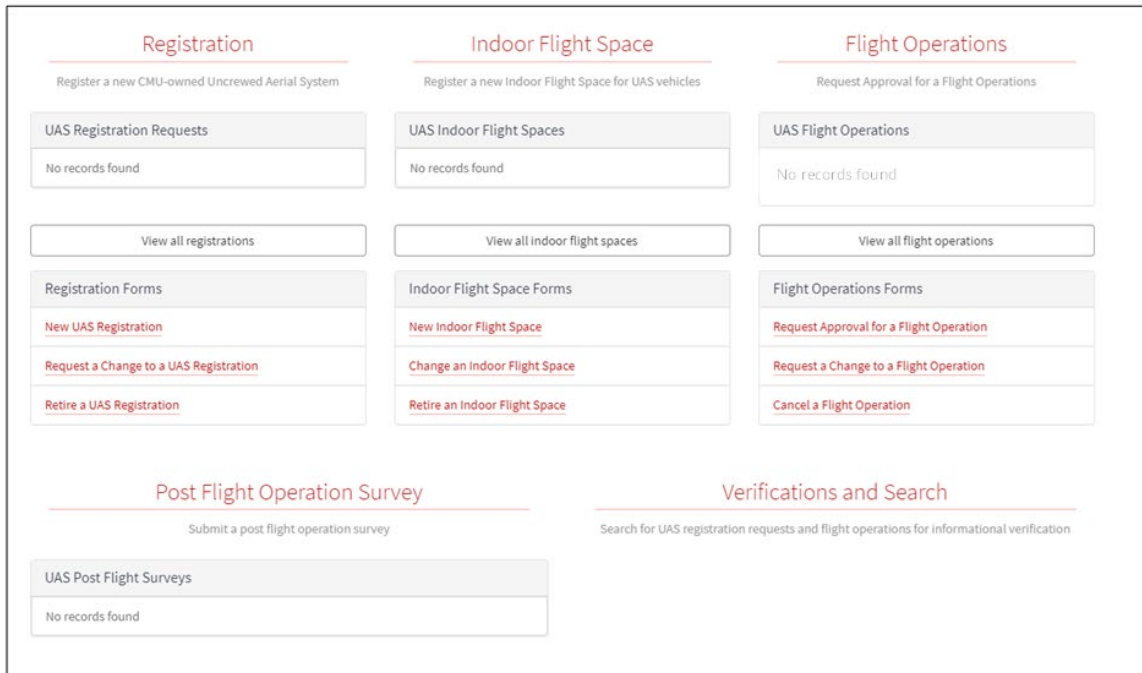 Registration
Register a new CMU-owned Uncrewed Aerial System
UAS Registration Requests
No records found
View all registrations
Registration Forms
New UAS Registration
Request a Change to a UAS Registration
Retire a UAS Registration
Indoor Flight Space
Register a new Indoor Flight Space for UAS vehicles
UAS Indoor Flight Spaces
No records found
View all indoor flight spaces
Indoor Flight Space Forms
New Indoor Flight Space
Change an Indoor Flight Space
Retire an Indoor Flight Space
Flight Operations
Request Approval for a Flight Operations
UAS Flight Operations
No records found
View all flight operations
Flight Operations Forms
Request Approval for a Flight Operation
Request a Change to a Flight Operation
Cancel a Flight Operation
Post Flight Operation Survey
Submit a post flight operation survey
UAS Post Flight Surveys
No records found
Verifications and Search
Search for UAS registration requests and flight operations for informational verification